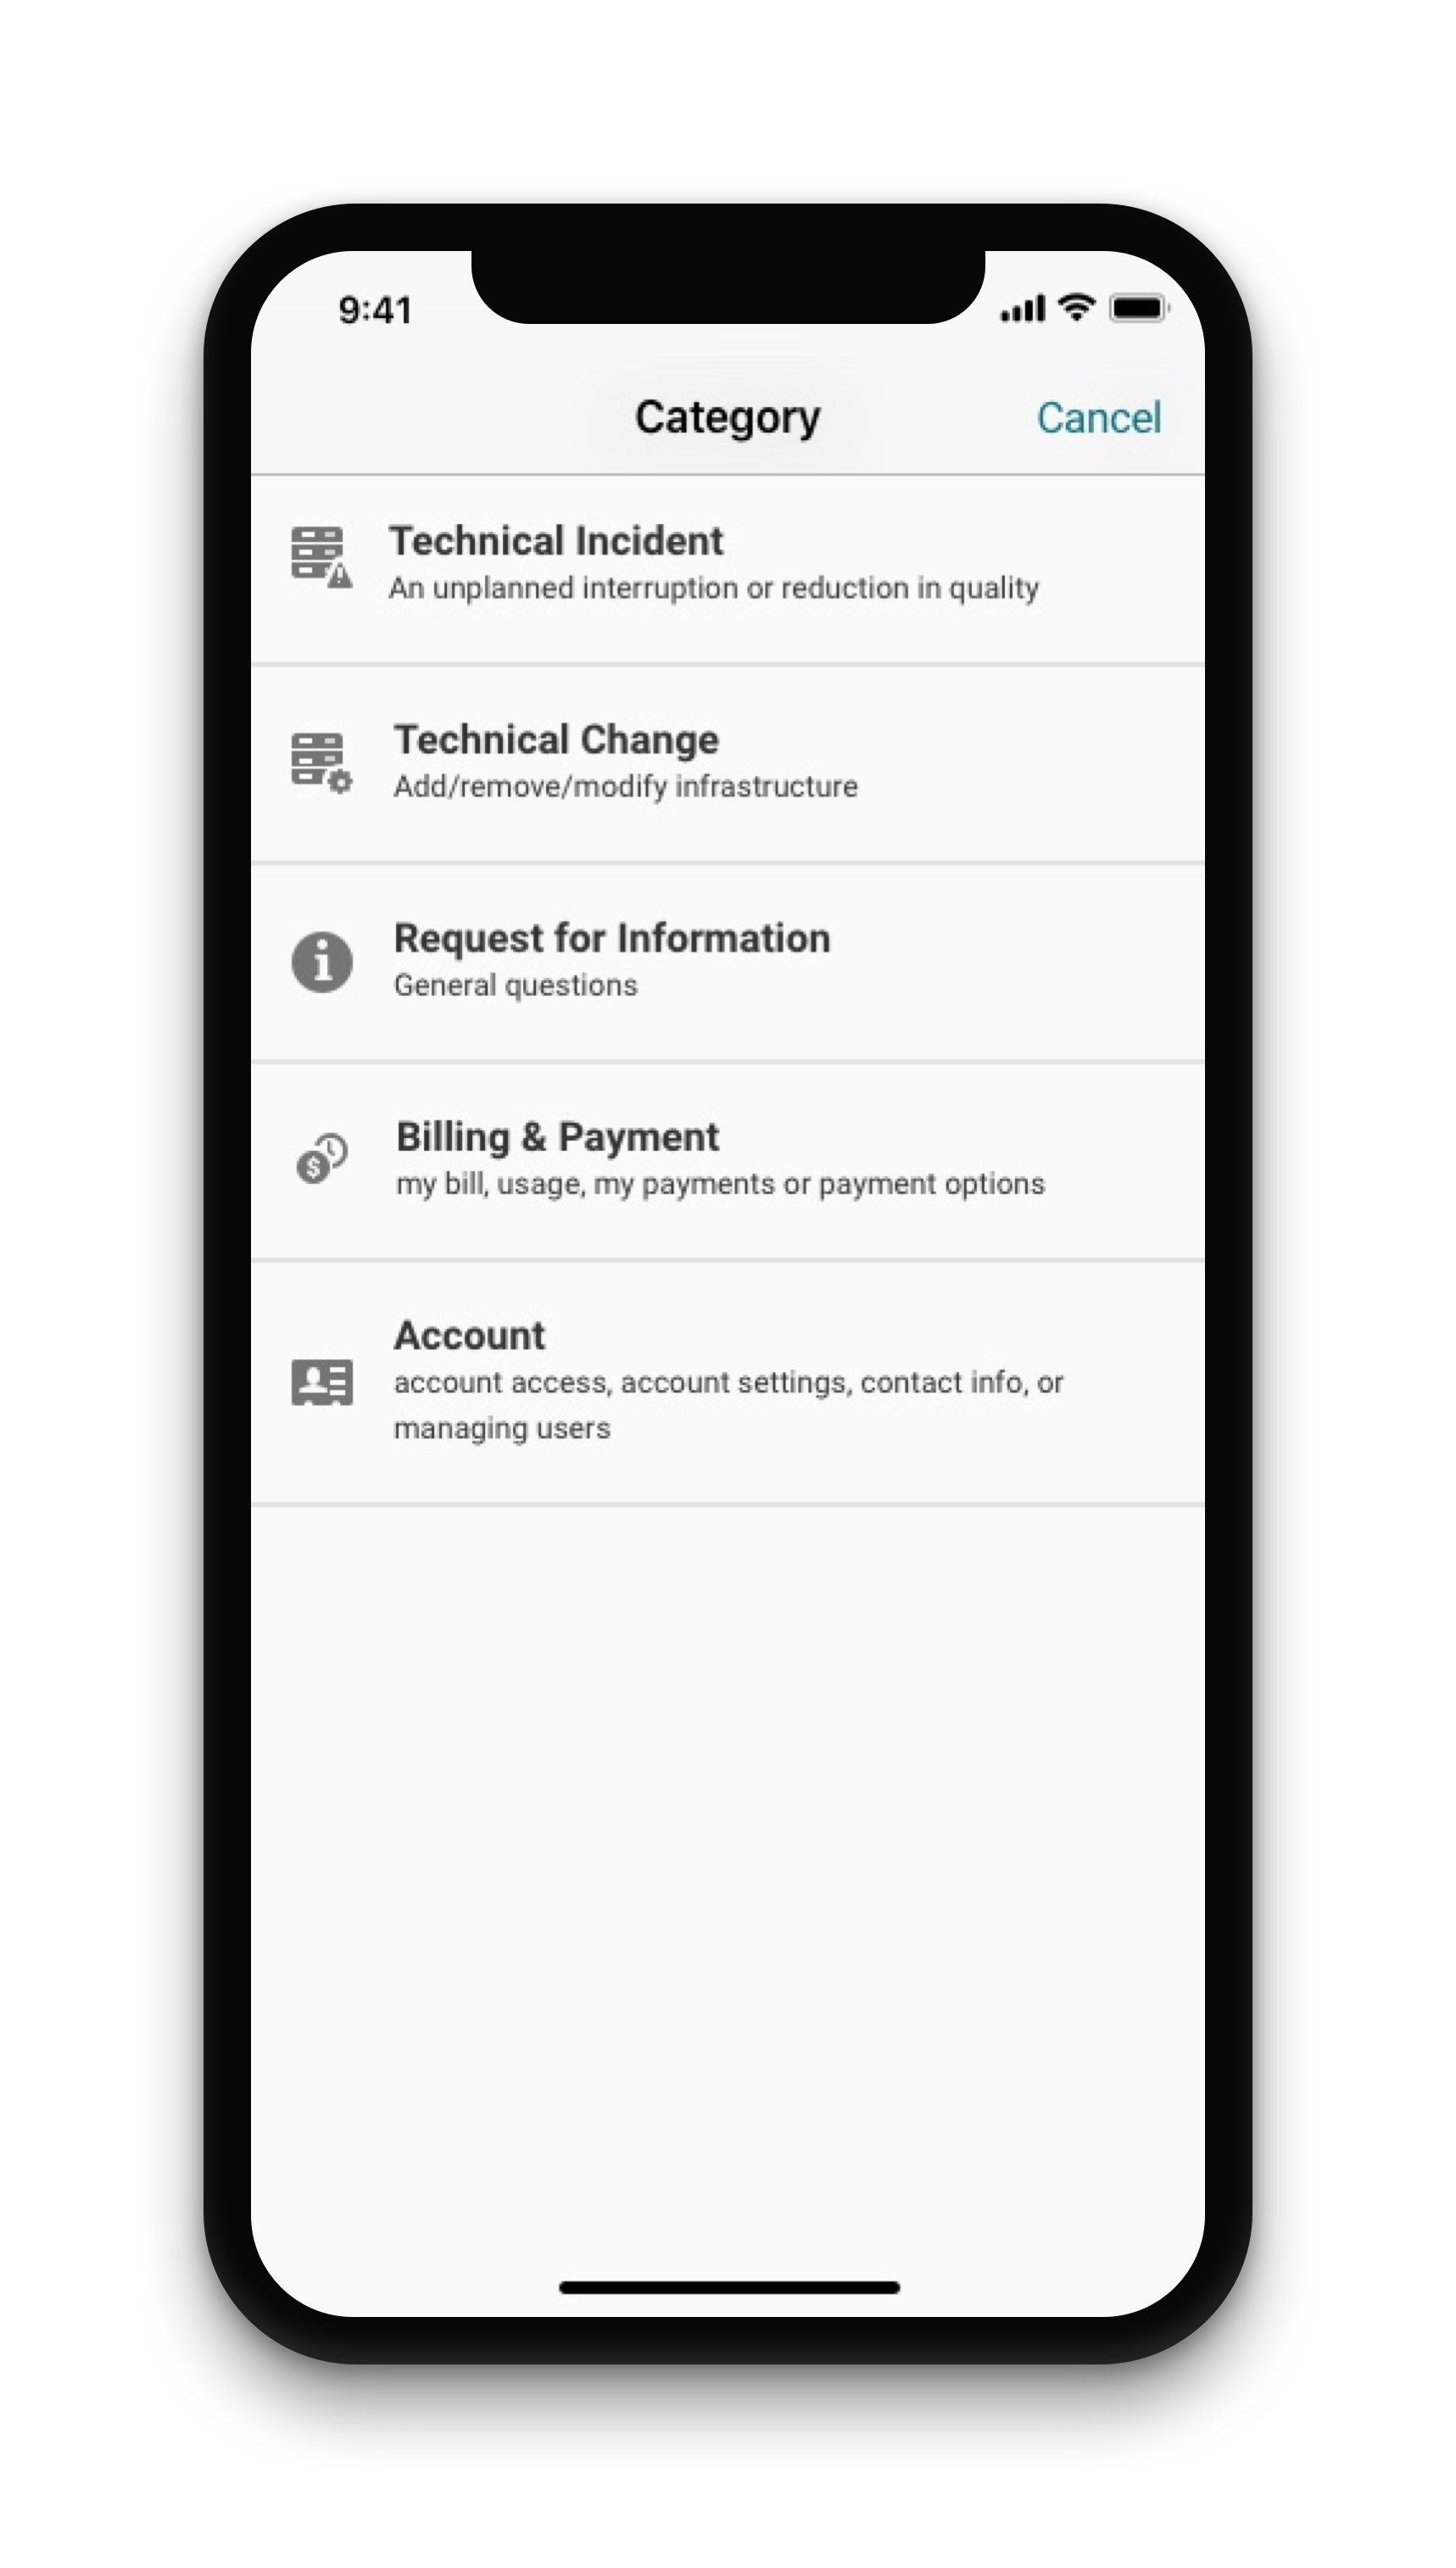 9:41
Category
Cancel
Technical Incident
An unplanned interruption or reduction in quality
Technical Change
Add/remove/modify infrastructure
Request for Information
General questions
Billing & Payment
my bill, usage, my payments or payment options
Account
account access, account settings, contact info, or
managing users